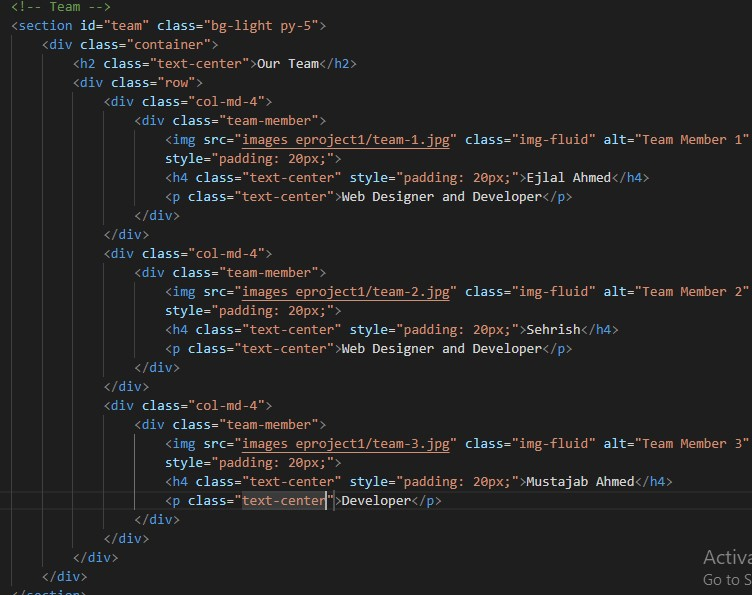 <!-- Team -->
<section id="team" class="bg-light py-5">
<div class="container">
<h2 class="text-center">Our Team</h2>
<div class="row">
<div class="col-md-4">
<div class="team-member">
<img src="images eproject1/team-1.jpg" class="img-fluid" alt="Team Member 1"
style="padding: 20px;">
<h4 class="text-center" style="padding: 20px;">Ejlal Ahmed</h4>
<p class="text-center">Web Designer and Developer</p>
</div>
</div>
<div class="col-md-4">
<div class="team-member">
<img src="images eproject1/team-2.jpg" class="img-fluid" alt="Team Member 2"
style="padding: 20px;">
<h4 class="text-center" style="padding: 20px;">Sehrish</h4>
<p class="text-center">Web Designer and Developer</p>
</div>
</div>
<div class="col-md-4">
<div class="team-member">
<img src="images eproject1/team-3.jpg" class="img-fluid" alt="Team Member 3"
style="padding: 20px;">
<h4 class="text-center" style="padding: 20px;">Mustajab Ahmed</h4>
<p class="text-center">Developer</p>
</div>
</div>
</div>
</div>
</section>
Activa
Go to S